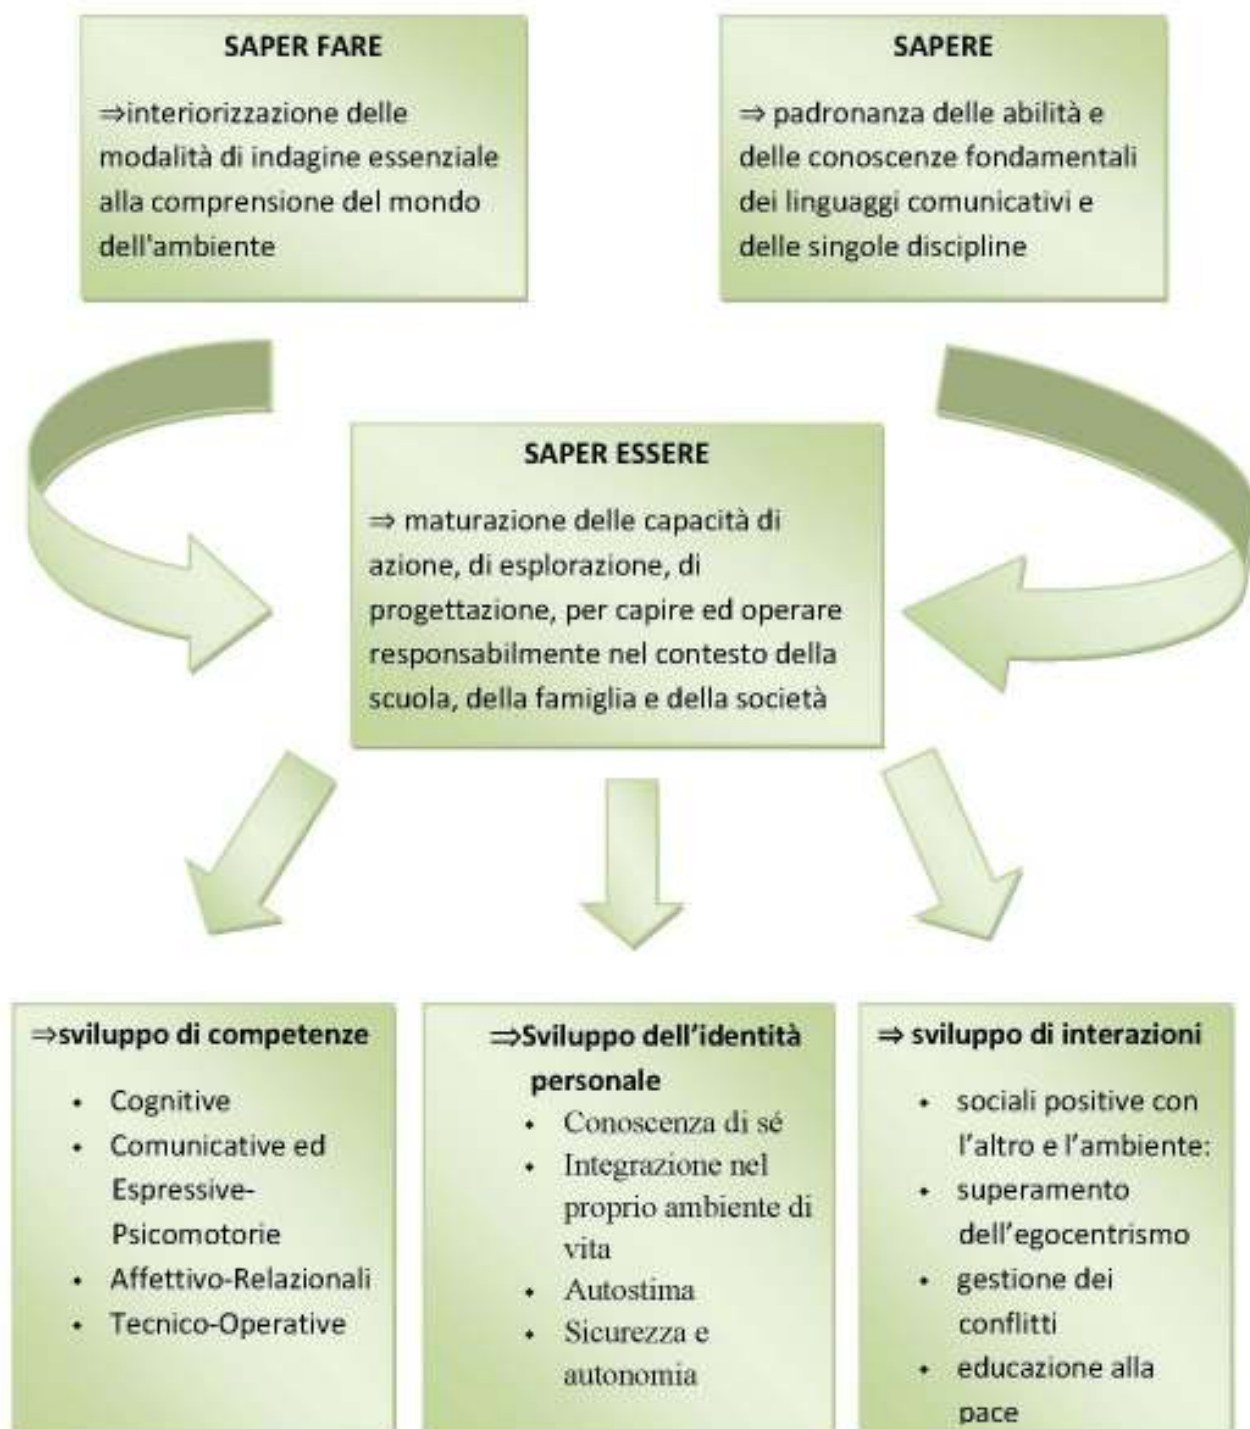 SAPER FARE
⇒interiorizzazione delle
modalità di indagine essenziale
alla comprensione del mondo
dell'ambiente
SAPERE
⇒ padronanza delle abilità e
delle conoscenze fondamentali
dei linguaggi comunicativi e
delle singole discipline
SAPER ESSERE
⇒ maturazione delle capacità di
azione, di esplorazione, di
progettazione, per capire ed operare
responsabilmente nel contesto della
scuola, della famiglia e della società
⇒sviluppo di competenze
• Cognitive
• Comunicative ed
Espressive-
Psicomotorie
• Affettivo-Relazionali
• Tecnico-Operative
⇒Sviluppo dell’identità
personale
• Conoscenza di sé
• Integrazione nel
proprio ambiente di
vita
• Autostima
• Sicurezza e
autonomia
⇒ sviluppo di interazioni
• sociali positive con
l’altro e l’ambiente:
• superamento
dell’egocentrismo
• gestione dei
conflitti
• educazione alla
pace